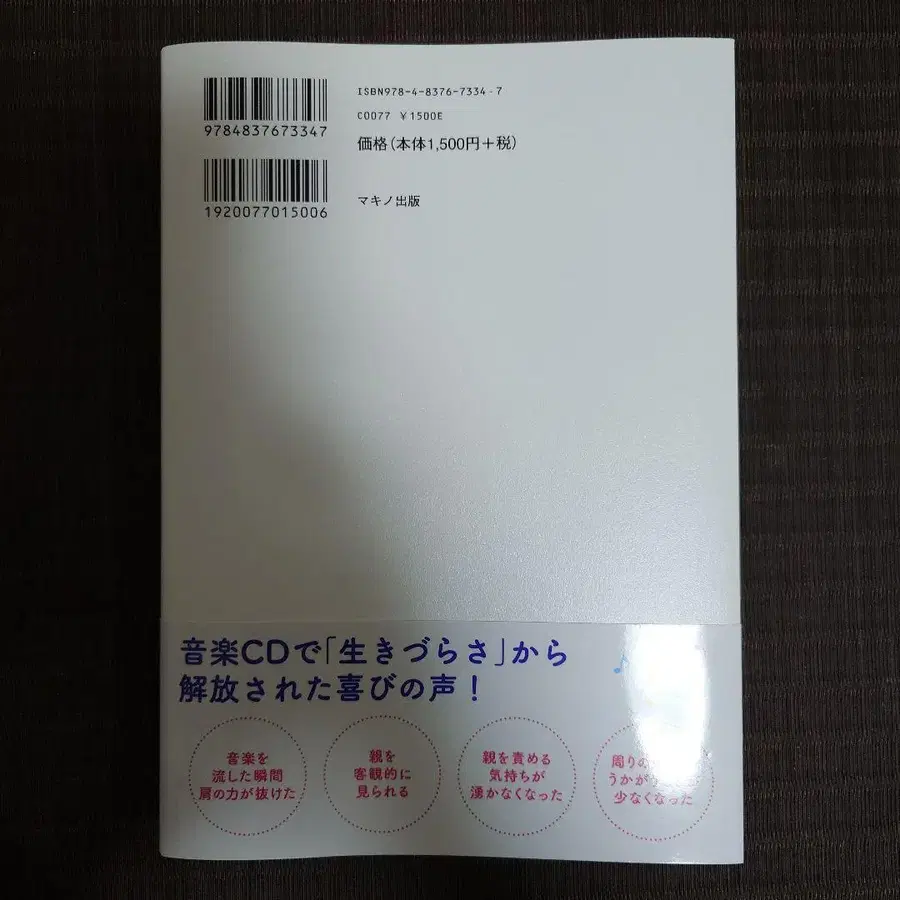 ISBN978-4-8376-7334-7
C0077 ￥1500E
価格(本体1,500円+税)
マキノ出版
9784837673347
1920077015006
音楽CDで「生きづらさ」から
解放された喜びの声!
音楽を
流した瞬間
肩の力が抜けた
親を
客観的に
見られる
親を責める
気持ちが
湧かなくなった
周りの
うかが
少なくなった